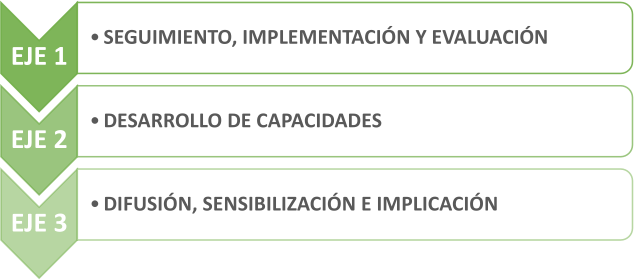 EJE 1
• SEGUIMIENTO, IMPLEMENTACIÓN Y EVALUACIÓN
EJE 2
• DESARROLLO DE CAPACIDADES
EJE 3
• DIFUSIÓN, SENSIBILIZACIÓN E IMPLICACIÓN